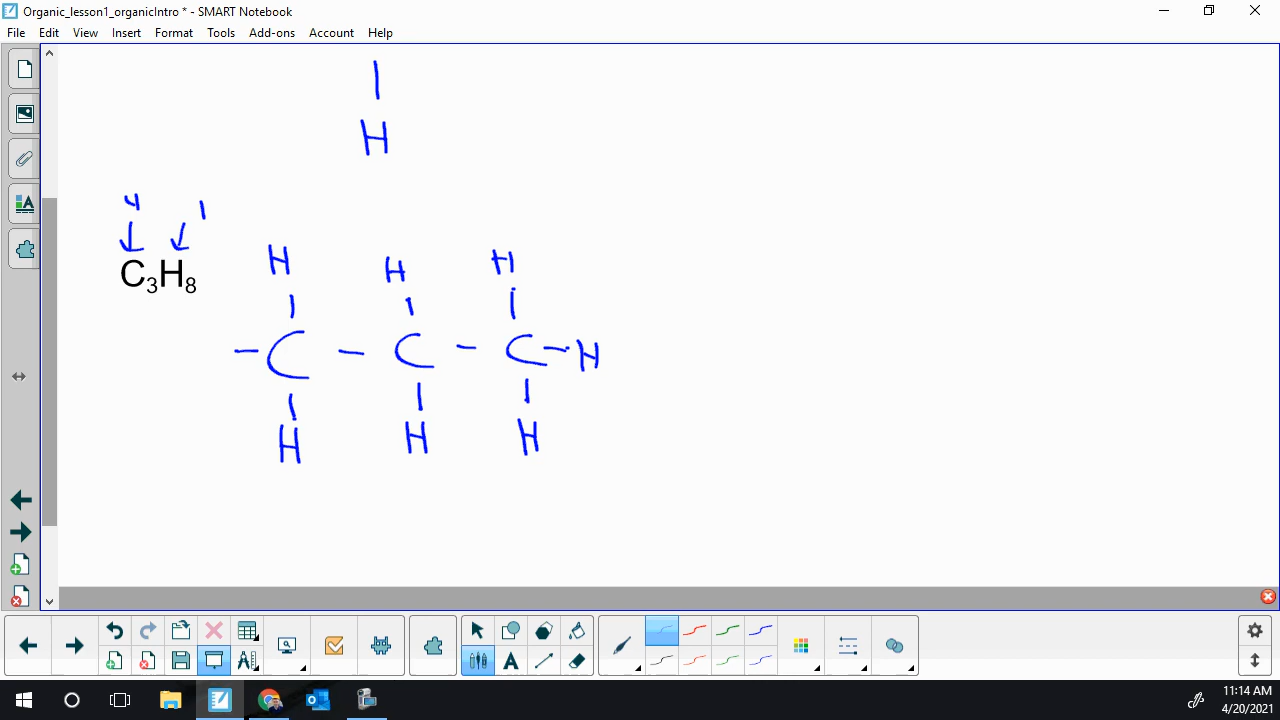 Organic_lesson1_organicIntro * - SMART Notebook
File Edit View Insert Format Tools Add-ons Account Help
H
4 1
C₃H₈
H H H
- C - C - C - H
H H H
11:14 AM
4/20/2021